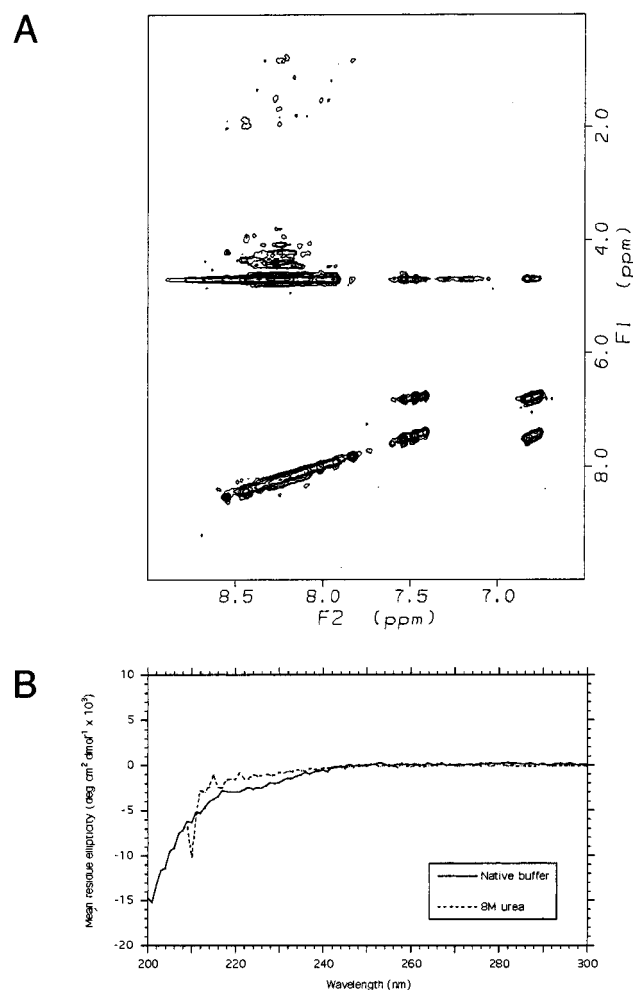 A
2.0
4.0
6.0
8.0
F1 (ppm)
8.5 8.0 7.5 7.0
F2 (ppm)
B
10
5
0
-5
-10
-15
-20
Mean residue ellipticity (deg cm² dmol⁻¹ x 10³)
Native buffer
8M urea
200 220 240 260 280 300
Wavelength (nm)